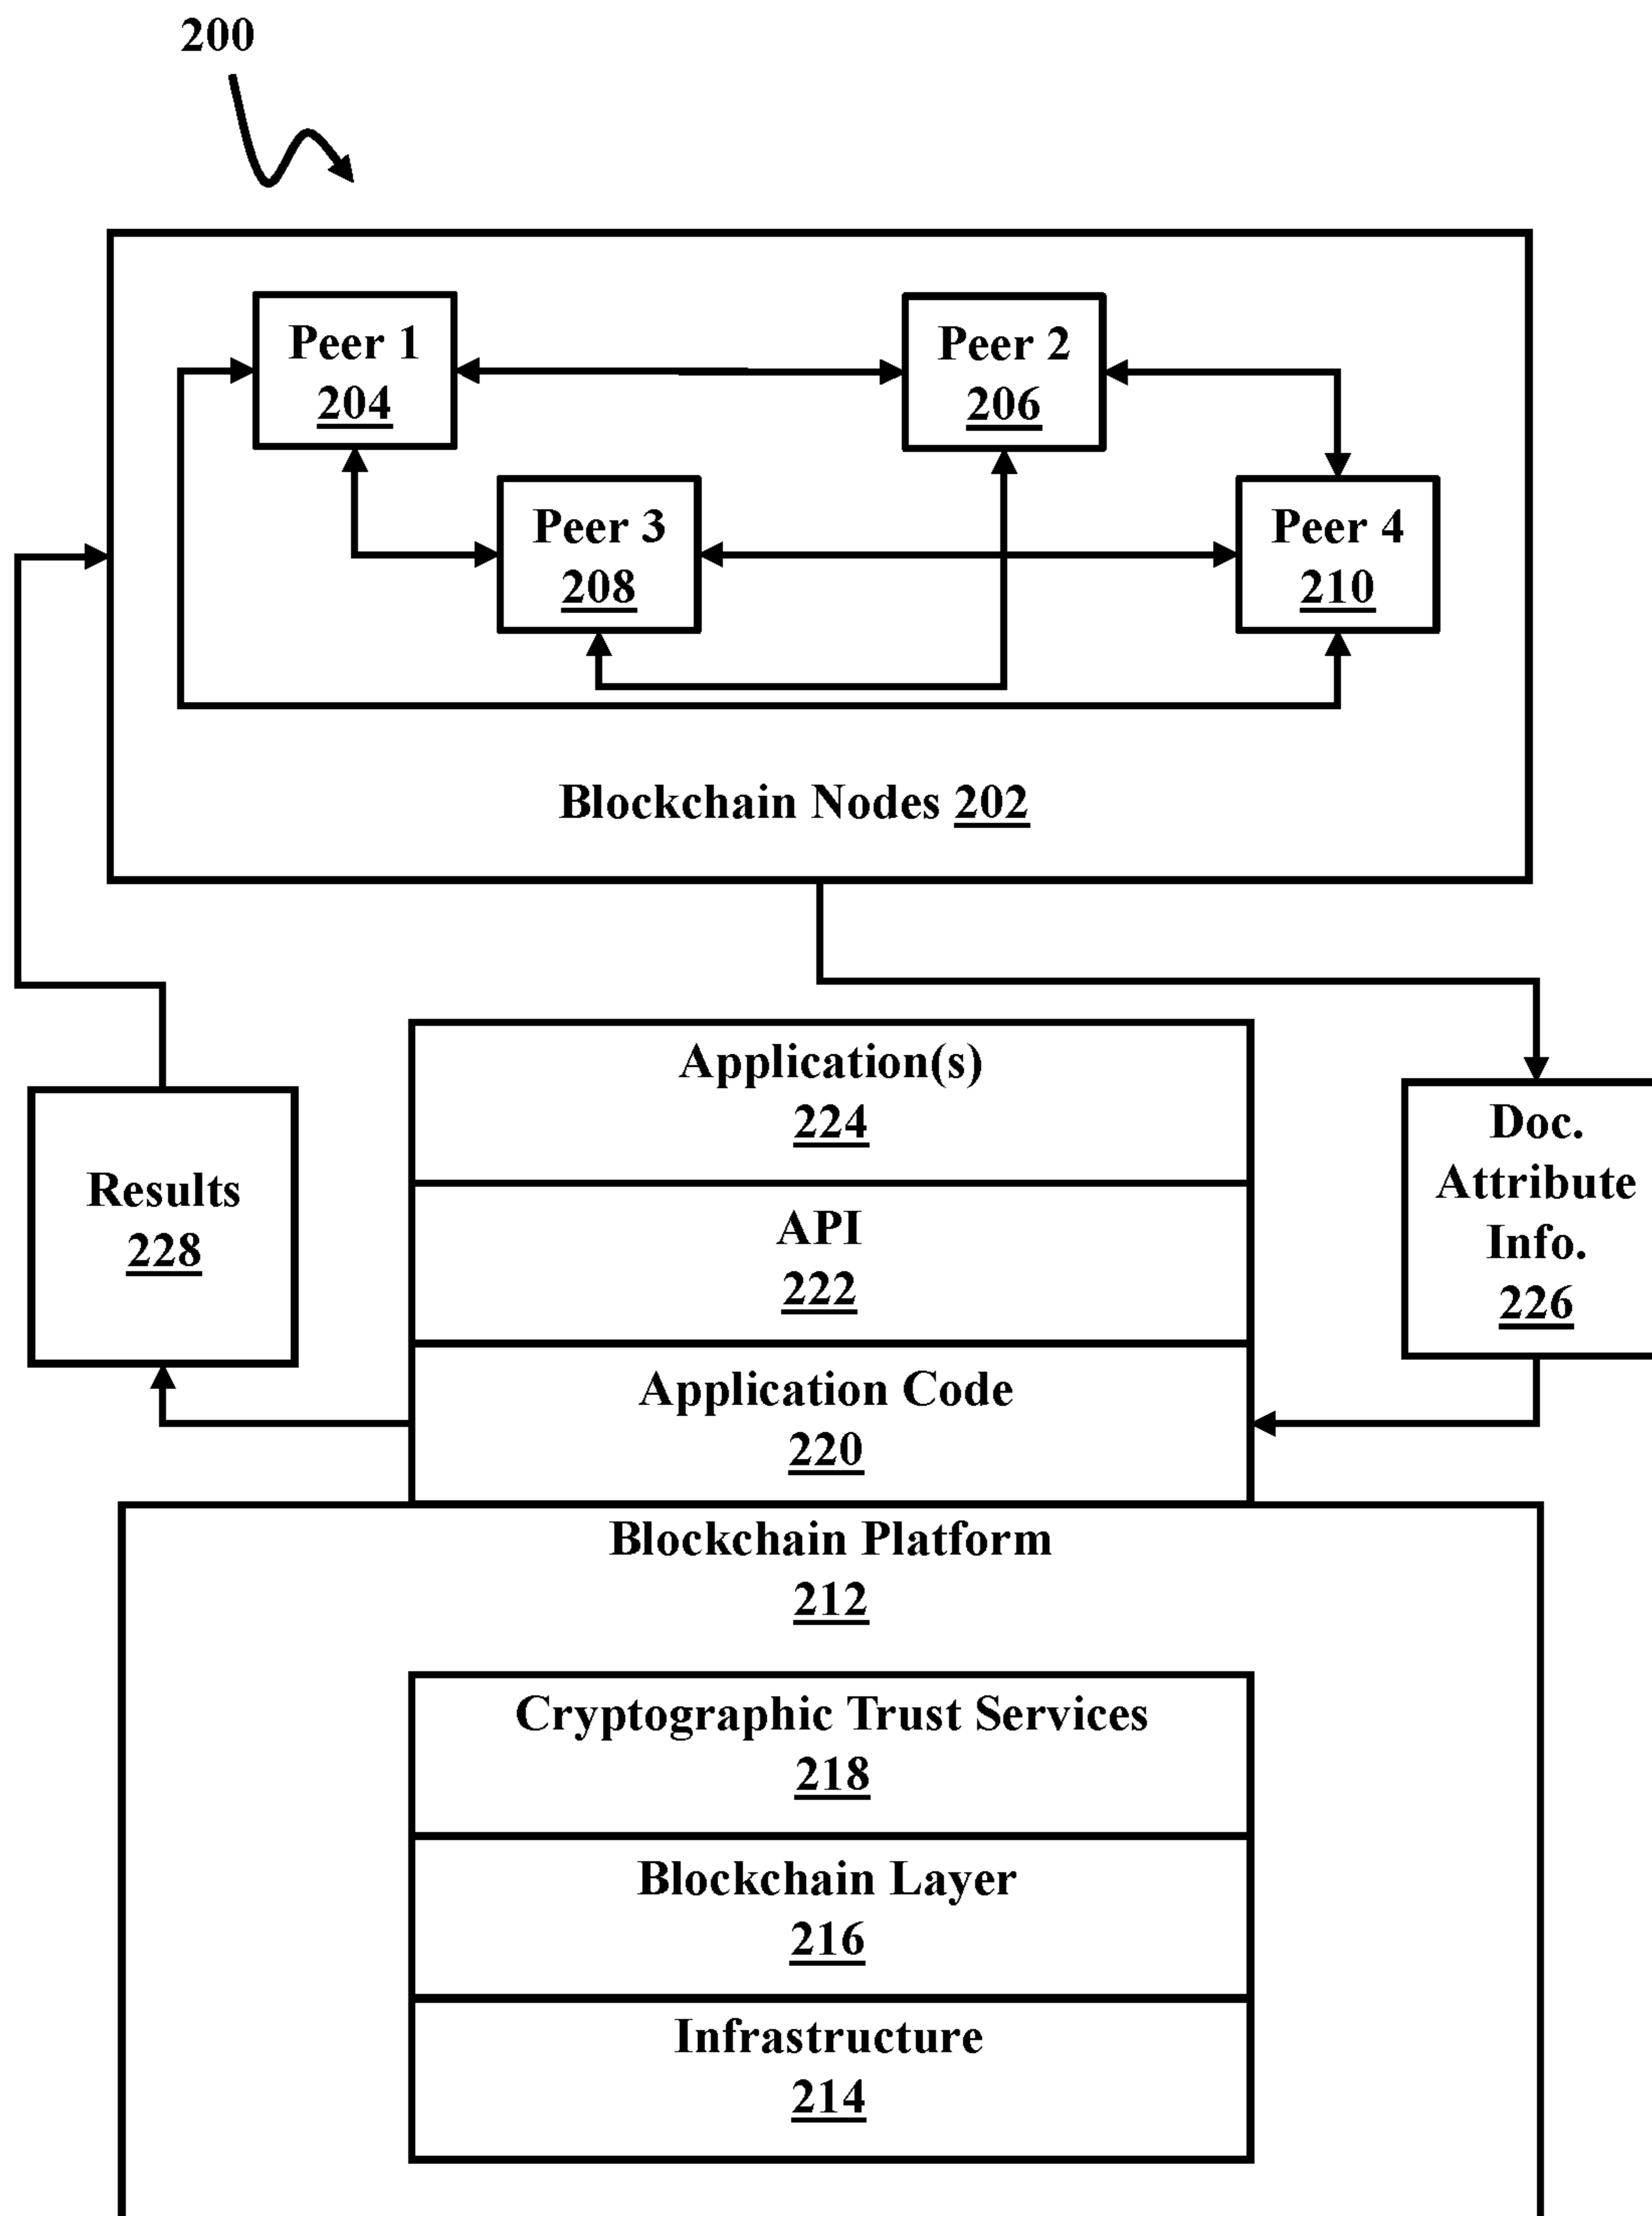 200
Peer 1
204
Peer 2
206
Peer 3
208
Peer 4
210
Blockchain Nodes 202
Application(s)
224
API
222
Application Code
220
Results
228
Doc.
Attribute
Info.
226
Blockchain Platform
212
Cryptographic Trust Services
218
Blockchain Layer
216
Infrastructure
214